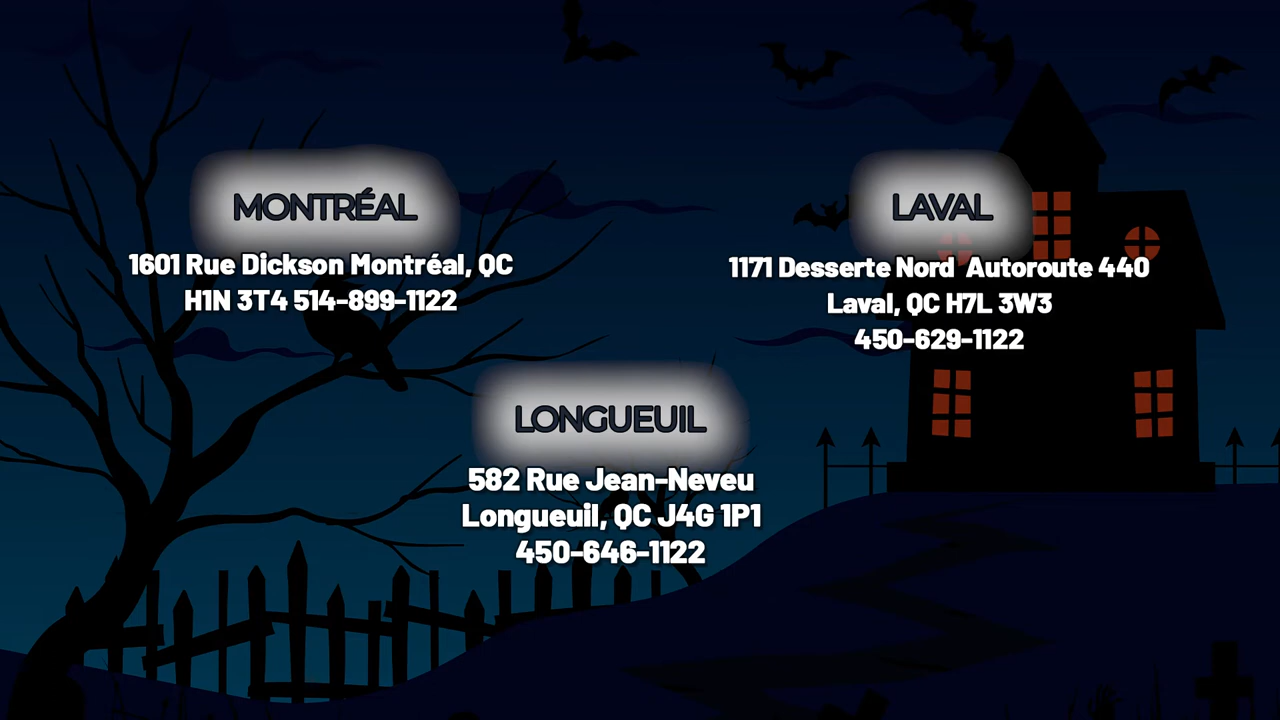 MONTRÉAL
1601 Rue Dickson Montréal, QC
H1N 3T4 514-899-1122
LAVAL
1171 Desserte Nord  Autoroute 440
Laval, QC H7L 3W3
450-629-1122
LONGUEUIL
582 Rue Jean-Neveu
Longueuil, QC J4G 1P1
450-646-1122